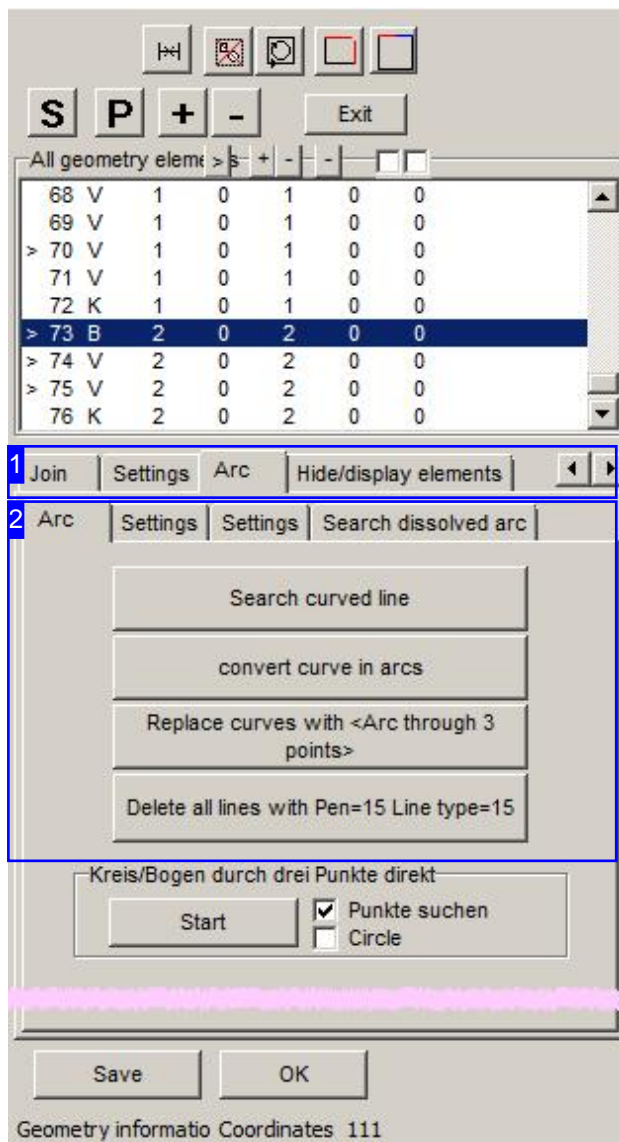 S P + - Exit
All geometry eleme > s + - -
68 V 1 0 1 0 0
69 V 1 0 1 0 0
> 70 V 1 0 1 0 0
71 V 1 0 1 0 0
72 K 1 0 1 0 0
> 73 B 2 0 2 0 0
> 74 V 2 0 2 0 0
> 75 V 2 0 2 0 0
76 K 2 0 2 0 0
1 Join Settings Arc Hide/display elements
2 Arc Settings Settings Search dissolved arc
Search curved line
convert curve in arcs
Replace curves with <Arc through 3
points>
Delete all lines with Pen=15 Line type=15
Kreis/Bogen durch drei Punkte direkt
Start Punkte suchen
Circle
Save OK
Geometry informatio Coordinates 111